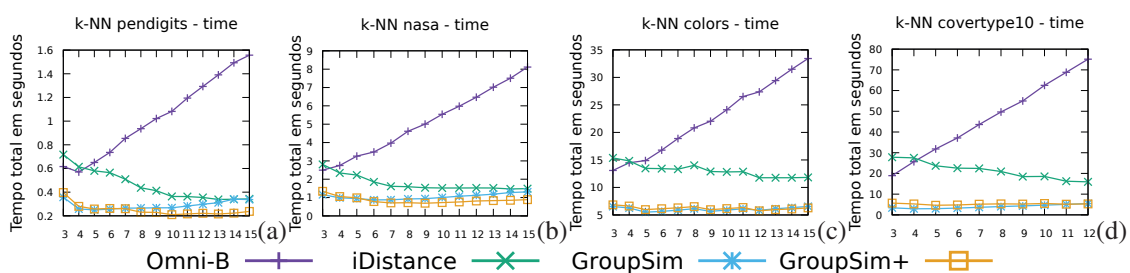 k-NN pendigits - time
k-NN nasa - time
k-NN colors - time
k-NN covertype10 - time
Tempo total em segundos
1.6
1.4
1.2
1
0.8
0.6
0.4
0.2
3 4 5 6 7 8 9 10 11 12 13 14 15
(a)
Tempo total em segundos
9
8
7
6
5
4
3
2
1
0
3 4 5 6 7 8 9 10 11 12 13 14 15
(b)
Tempo total em segundos
35
30
25
20
15
10
5
3 4 5 6 7 8 9 10 11 12 13 14 15
(c)
Tempo total em segundos
80
70
60
50
40
30
20
10
0
3 4 5 6 7 8 9 10 11 12
(d)
Omni-B iDistance GroupSim GroupSim+